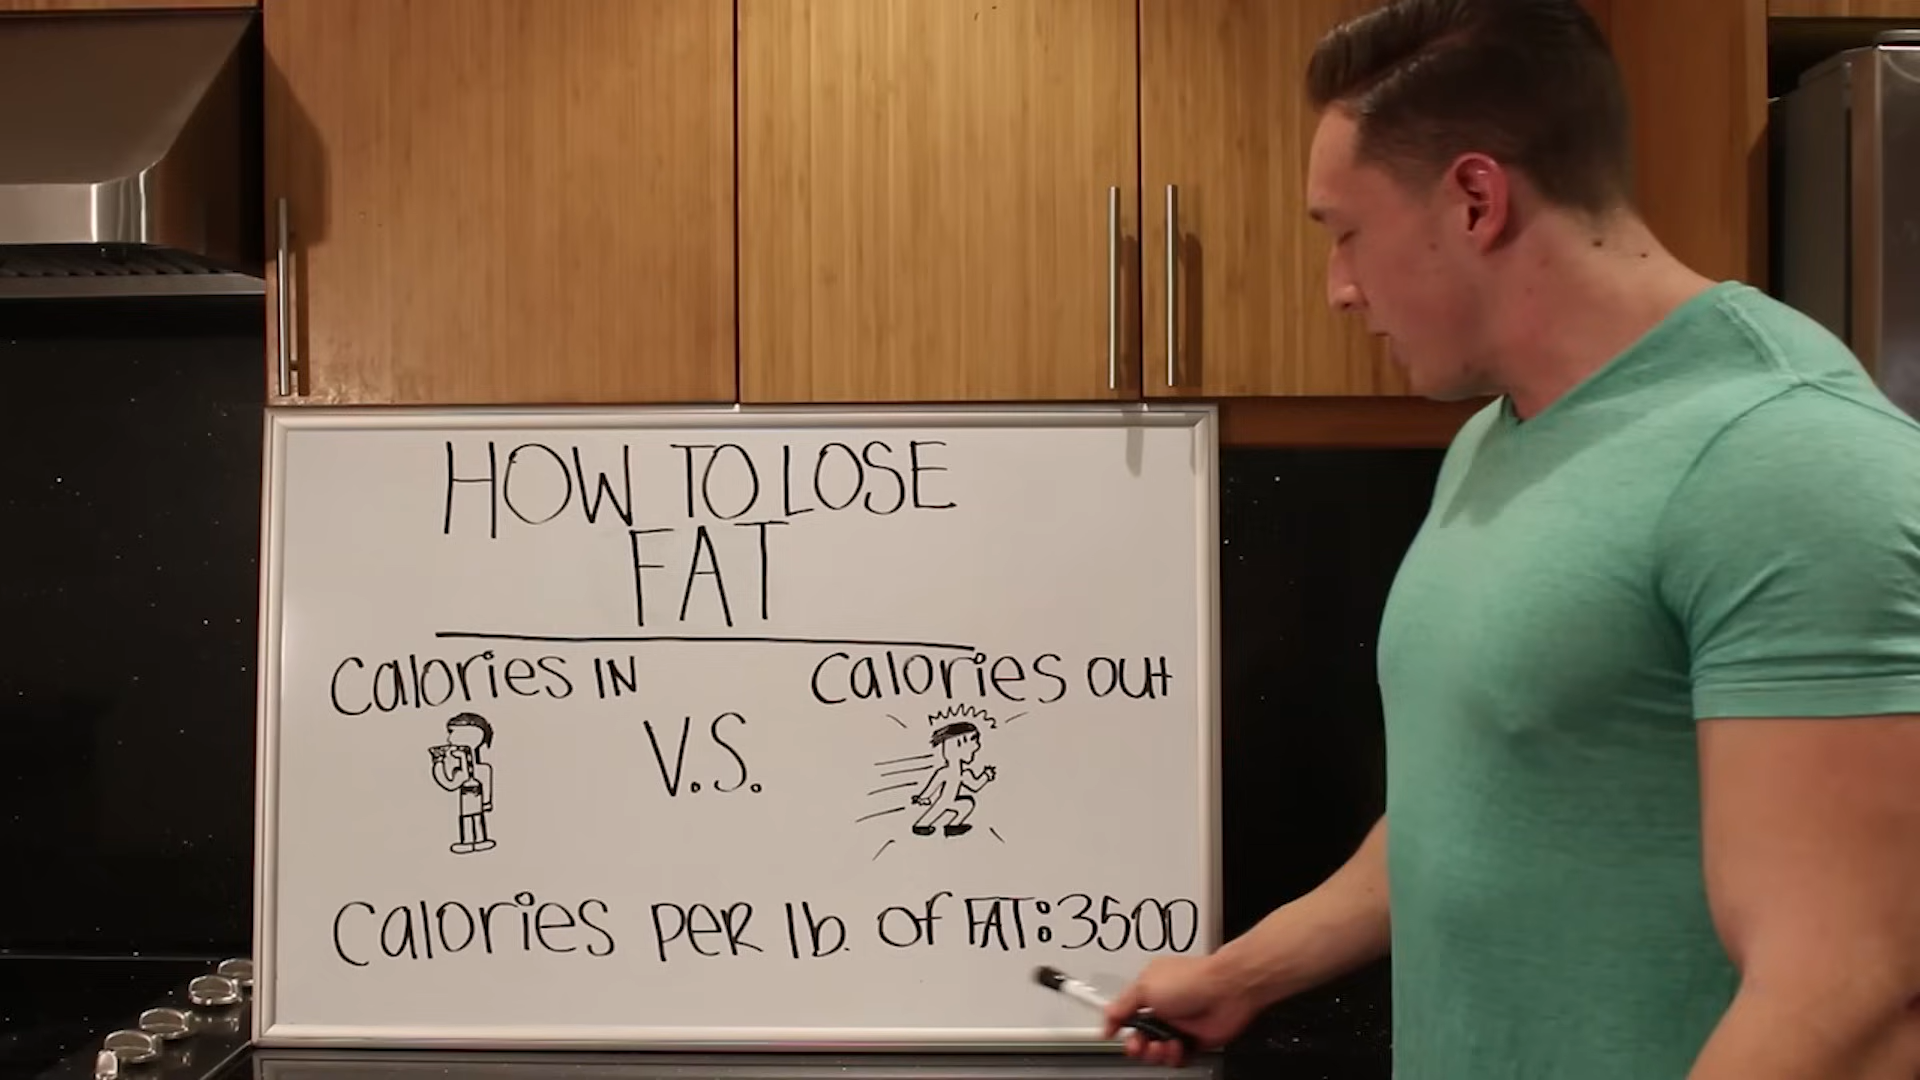 HOW TO LOSE
FAT
Calories IN
V.S.
Calories out
Calories PER lb. of FAT: 3500